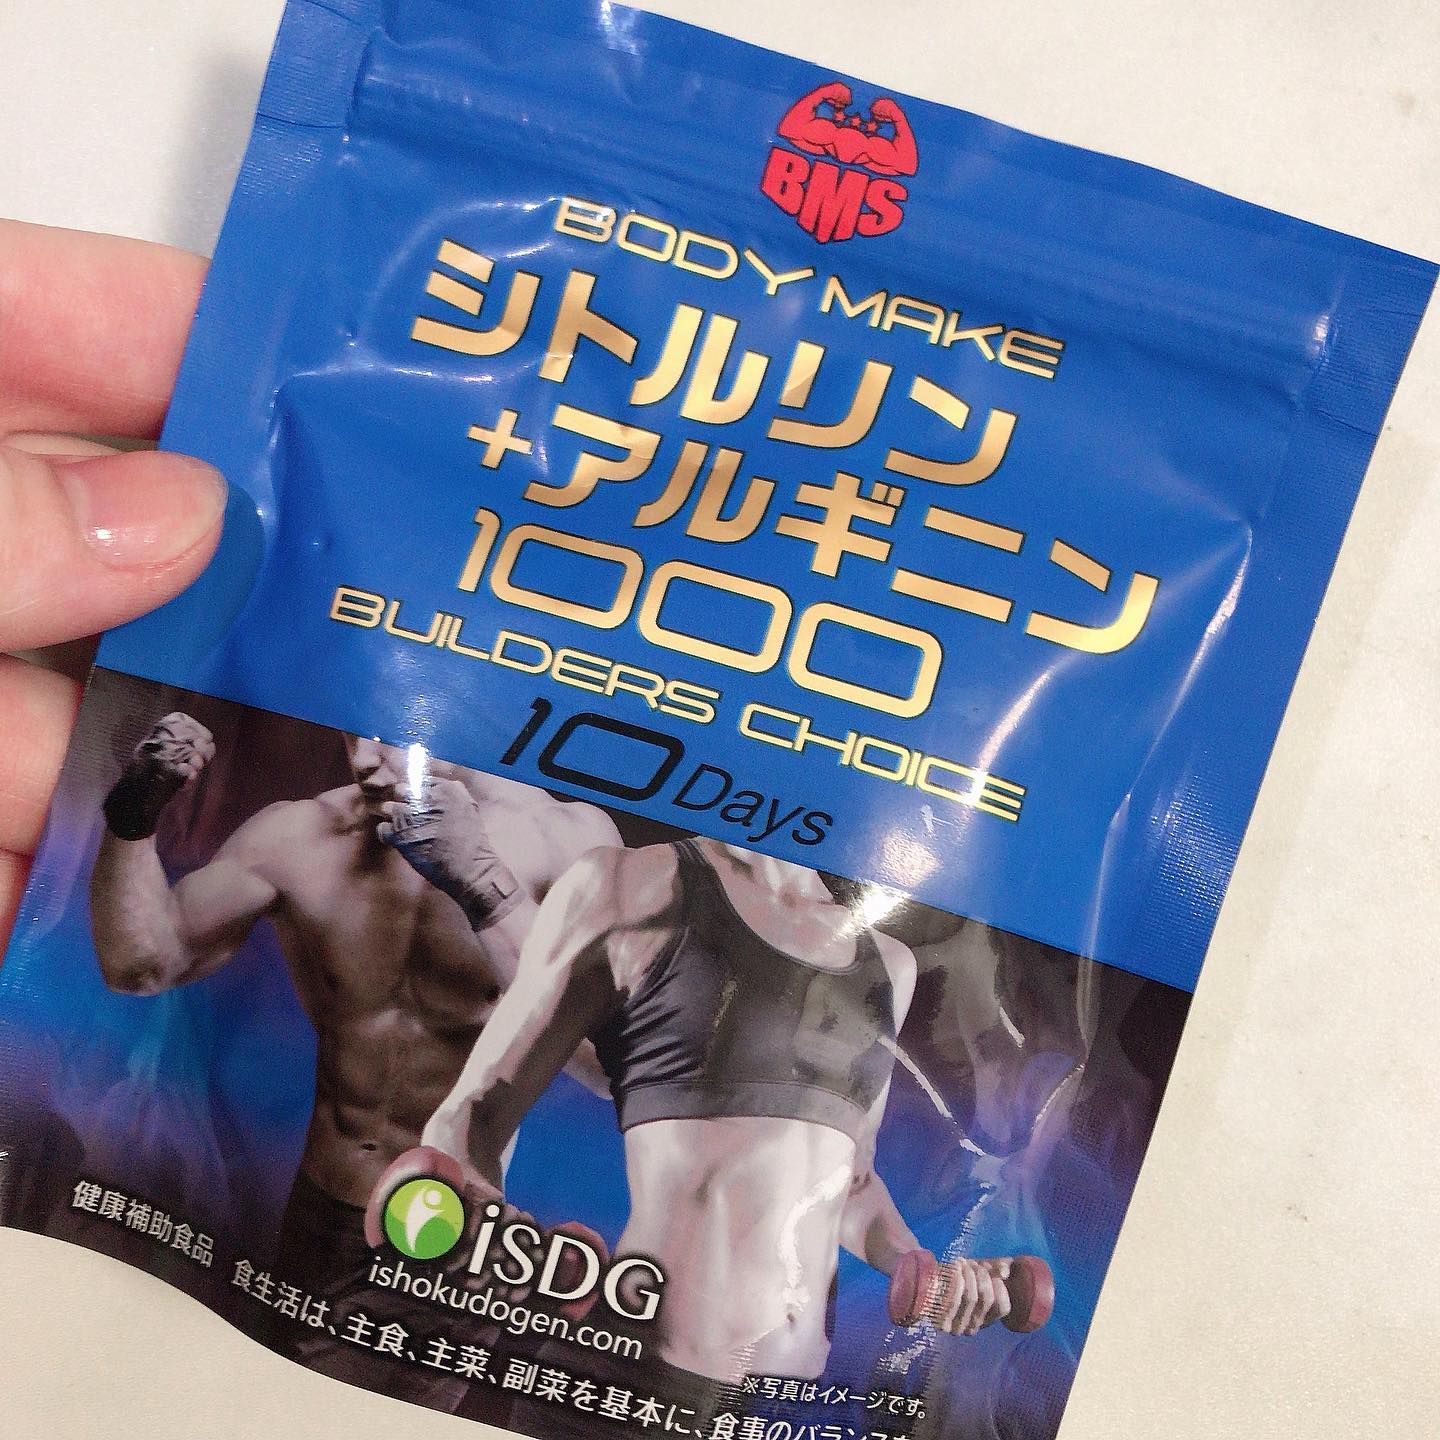 BMS
BODY MAKE
シトルリン
+アルギニン
1000
BUILDERS CHOICE
10 Days
iSDG
ishokudogen.com
※写真はイメージです。
健康補助食品 食生活は、主食、主菜、副菜を基本に、食事のバランスを